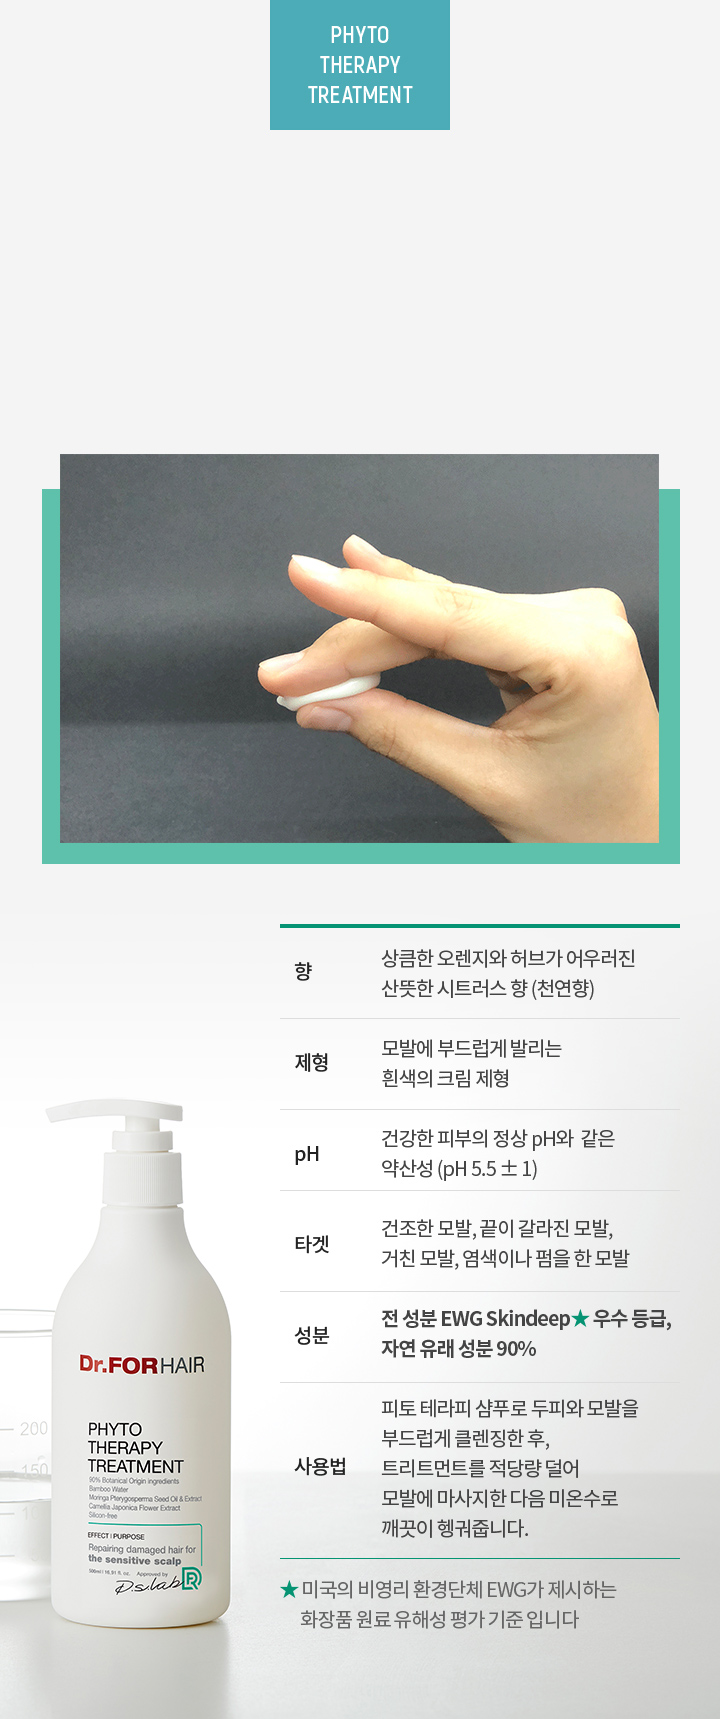 PHYTO
THERAPY
TREATMENT
향
상큼한 오렌지와 허브가 어우러진
산뜻한 시트러스 향 (천연향)
제형
모발에 부드럽게 발리는
흰색의 크림 제형
pH
건강한 피부의 정상 pH와 같은
약산성 (pH 5.5 ± 1)
타겟
건조한 모발, 끝이 갈라진 모발,
거친 모발, 염색이나 펌을 한 모발
성분
전 성분 EWG Skindeep★ 우수 등급,
자연 유래 성분 90%
사용법
피토 테라피 샴푸로 두피와 모발을
부드럽게 클렌징한 후,
트리트먼트를 적당량 덜어
모발에 마사지한 다음 미온수로
깨끗이 헹궈줍니다.
★ 미국의 비영리 환경단체 EWG가 제시하는
화장품 원료 유해성 평가 기준 입니다
Dr.FORHAIR
PHYTO
THERAPY
TREATMENT
90% Botanical Origin ingredients
Bamboo Water
Moringa Pterygosperma Seed Oil & Extract
Camellia Japonica Flower Extract
Silicon-free
EFFECT | PURPOSE
Repairing damaged hair for
the sensitive scalp
500ml / 16.91 fl. oz. Approved by
D.s.lab
200
150